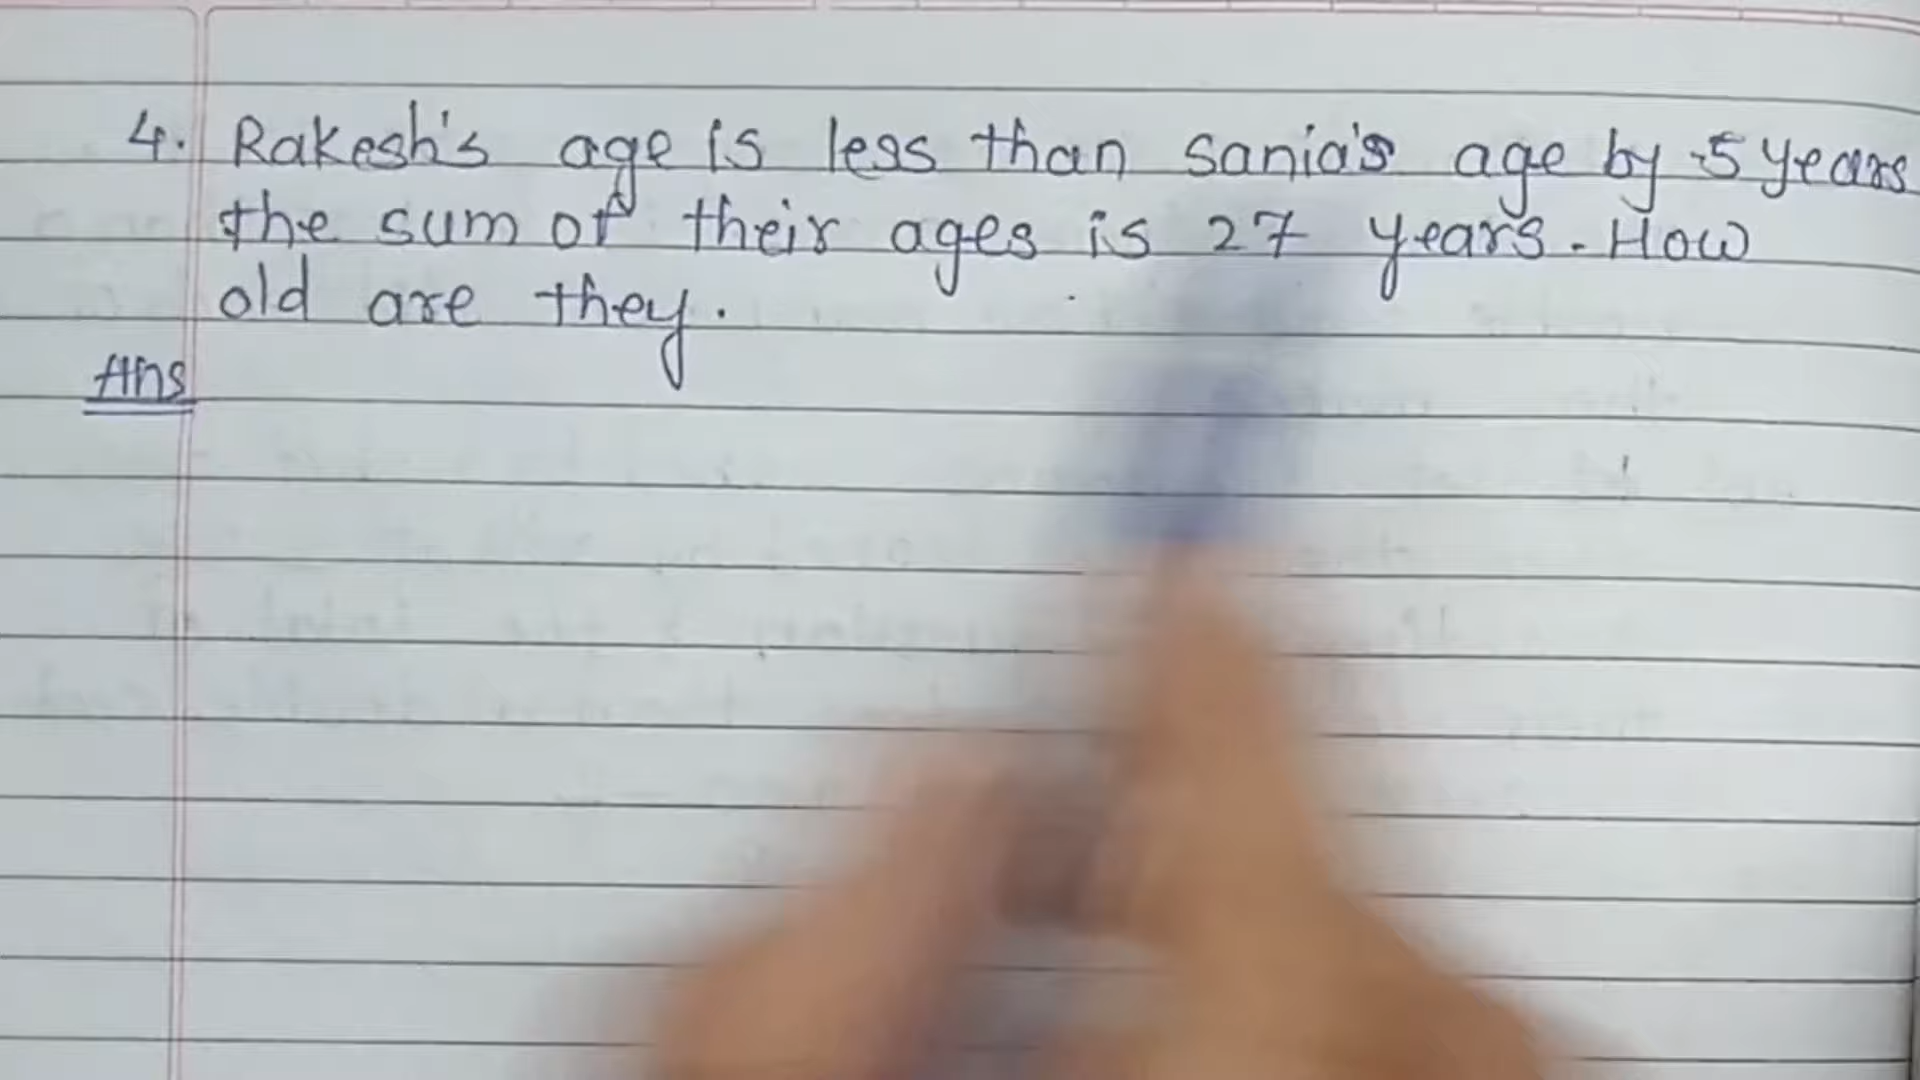 4. Rakesh's age is less than Sania's age by 5 years
the sum of their ages is 27 years. How
old are they.
Ans